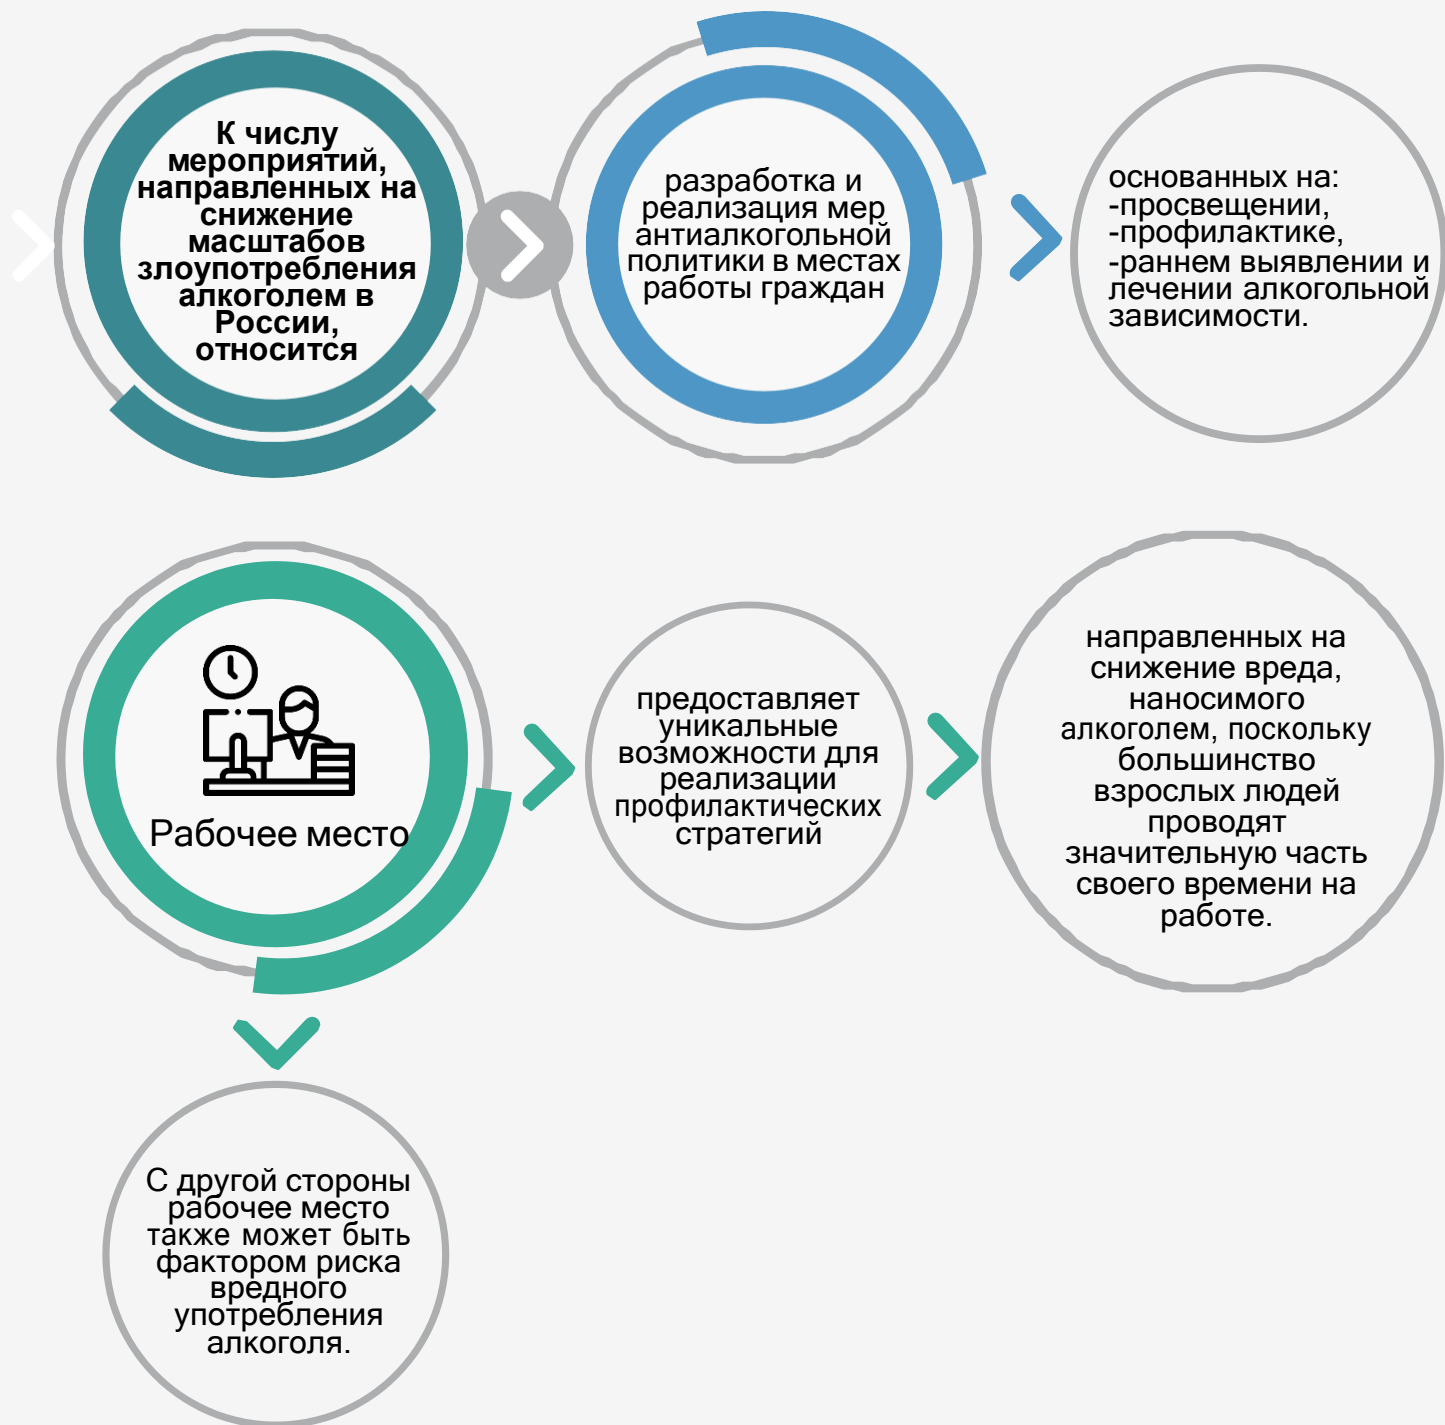 К числу
мероприятий,
направленных на
снижение
масштабов
злоупотребления
алкоголем в
России,
относится
разработка и
реализация мер
антиалкогольной
политики в местах
работы граждан
основанных на:
-просвещении,
-профилактике,
-раннем выявлении и
лечении алкогольной
зависимости.
Рабочее место
предоставляет
уникальные
возможности для
реализации
профилактических
стратегий
направленных на
снижение вреда,
наносимого
алкоголем, поскольку
большинство
взрослых людей
проводят
значительную часть
своего времени на
работе.
С другой стороны
рабочее место
также может быть
фактором риска
вредного
употребления
алкоголя.